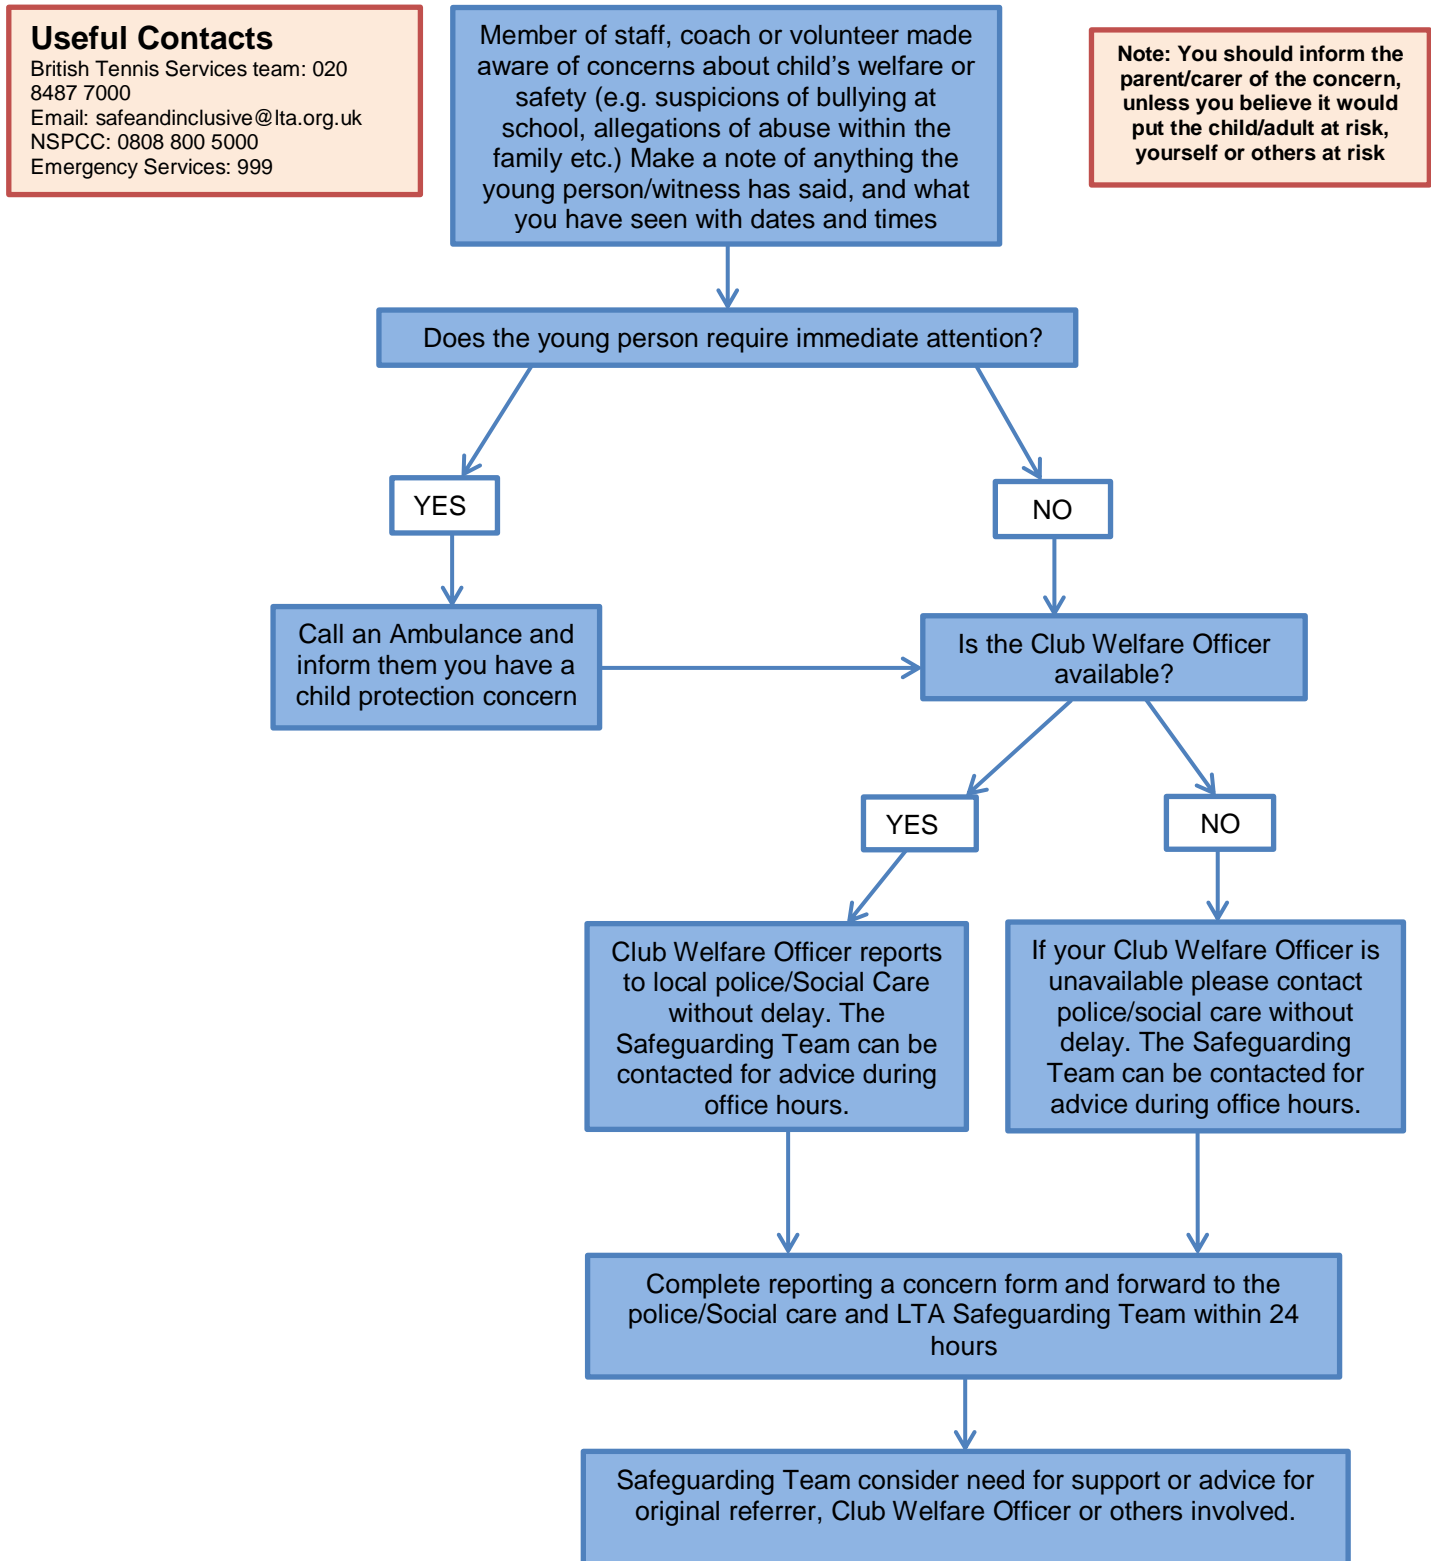 Useful Contacts
British Tennis Services team: 020
8487 7000
Email: safeandinclusive@lta.org.uk
NSPCC: 0808 800 5000
Emergency Services: 999
Member of staff, coach or volunteer made
aware of concerns about child's welfare or
safety (e.g. suspicions of bullying at
school, allegations of abuse within the
family etc.) Make a note of anything the
young person/witness has said, and what
you have seen with dates and times
Note: You should inform the
parent/carer of the concern,
unless you believe it would
put the child/adult at risk,
yourself or others at risk
Does the young person require immediate attention?
YES
NO
Call an Ambulance and
inform them you have a
child protection concern
Is the Club Welfare Officer
available?
YES
NO
Club Welfare Officer reports
to local police/Social Care
without delay. The
Safeguarding Team can be
contacted for advice during
office hours.
If your Club Welfare Officer is
unavailable please contact
police/social care without
delay. The Safeguarding
Team can be contacted for
advice during office hours.
Complete reporting a concern form and forward to the
police/Social care and LTA Safeguarding Team within 24
hours
Safeguarding Team consider need for support or advice for
original referrer, Club Welfare Officer or others involved.